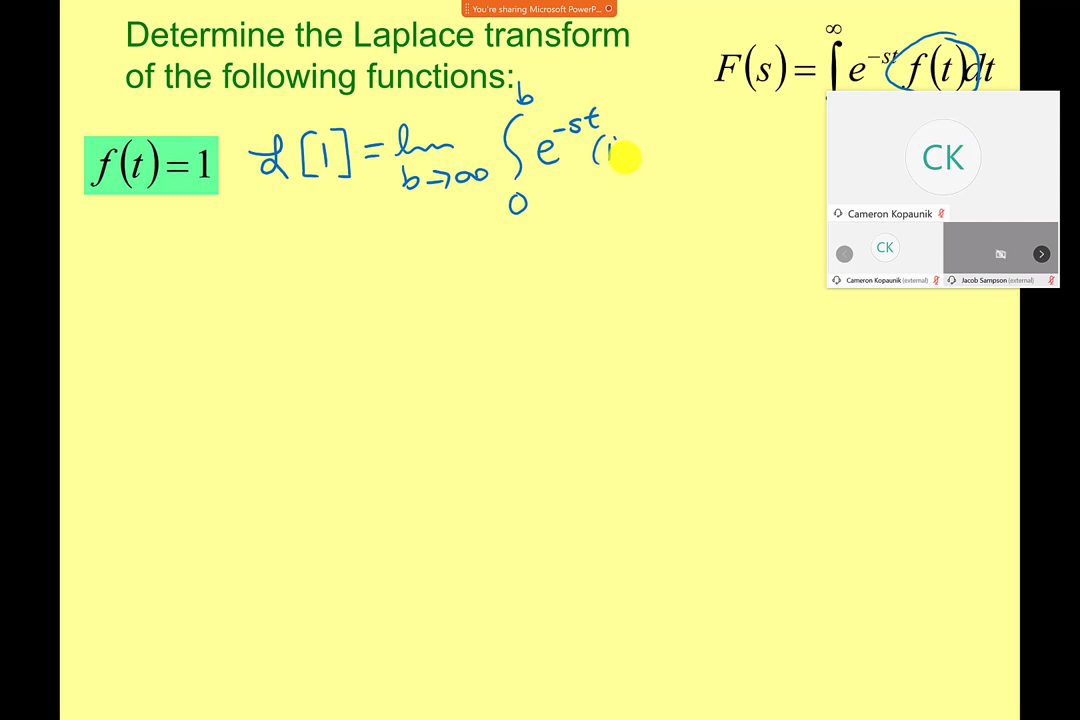 You're sharing Microsoft PowerP...
Determine the Laplace transform
of the following functions:
F(s) = ∫ ∞ e^{-st} f(t)dt
f(t) = 1
ℒ[1] = lim b→∞ ∫_0^b e^{-st} (1
CK
Cameron Kopaunik
CK
Cameron Kopaunik (external)
Jacob Sampson (external)